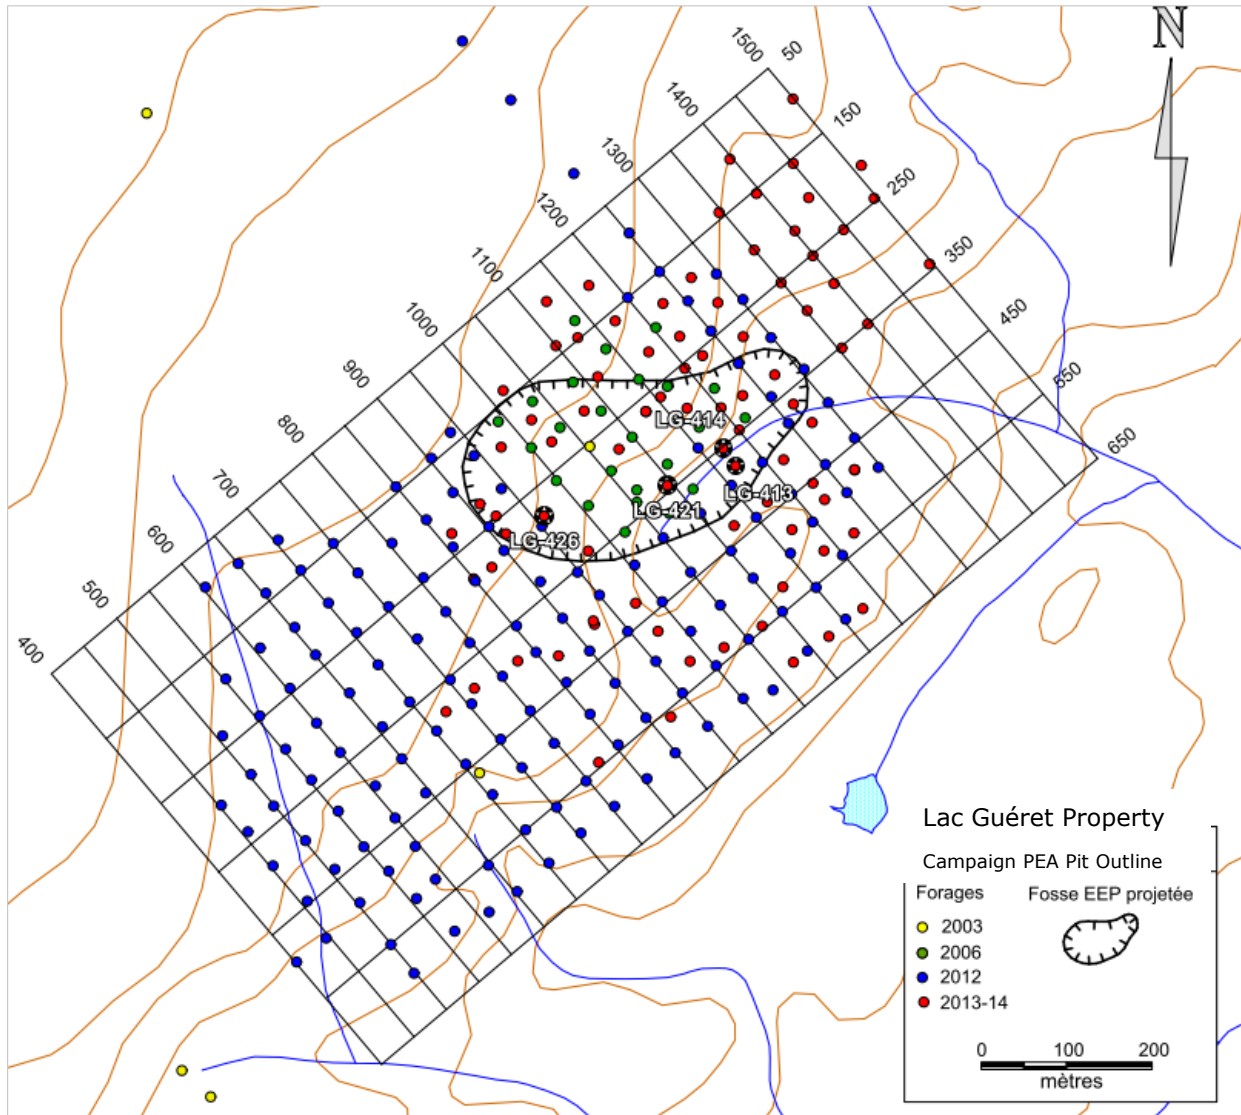 N
1500
50
1400
150
1300
250
1200
350
1100
450
1000
550
900
650
800
700
600
500
400
LG-414
LG-413
LG-421
LG-426
Lac Guéret Property
Campaign PEA Pit Outline
Forages
Fosse EEP projetée
2003
2006
2012
2013-14
0 100 200
mètres